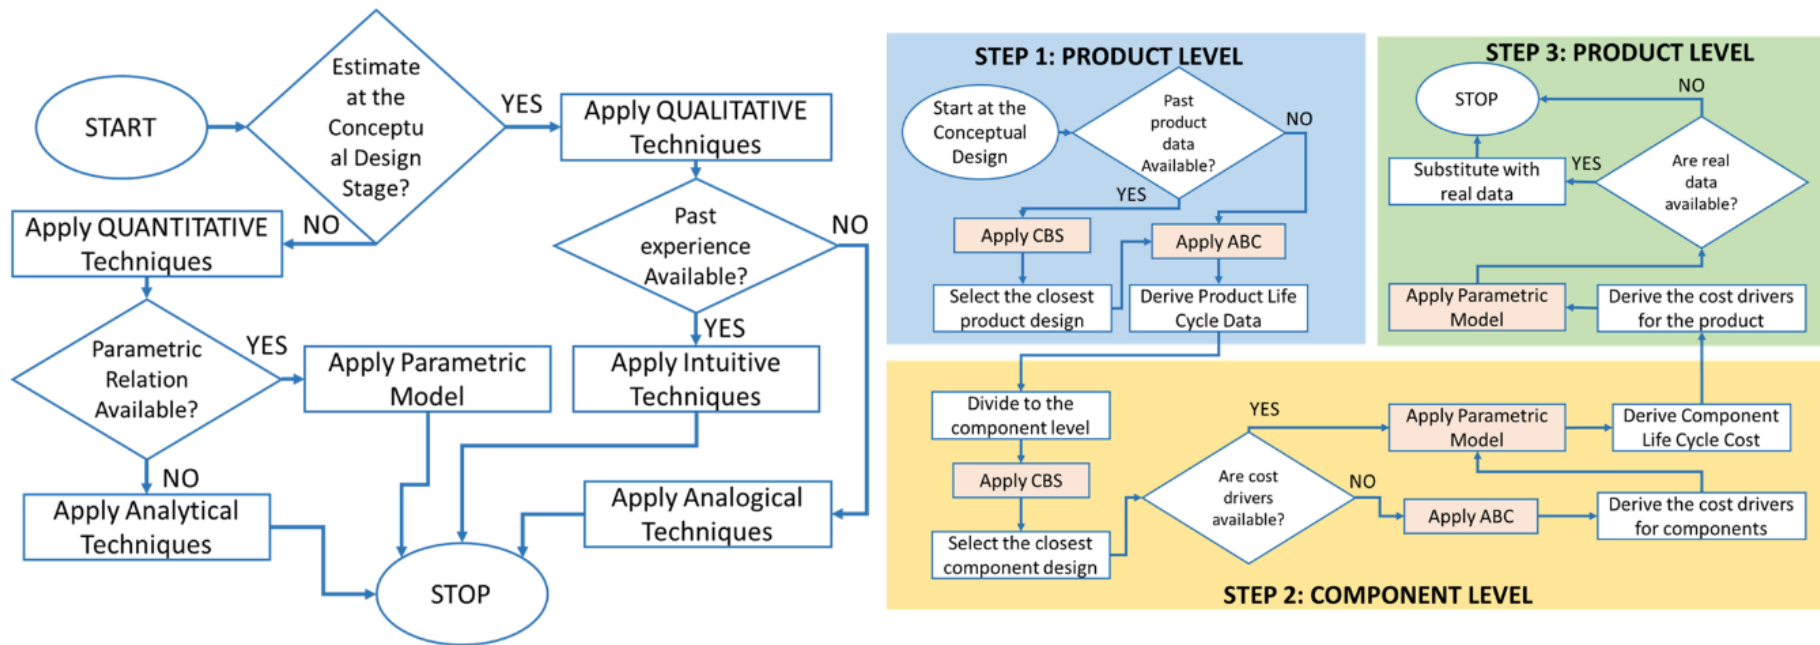 START
Estimate
at the
Conceptu
al Design
Stage?
YES
Apply QUALITATIVE
Techniques
NO
Apply QUANTITATIVE
Techniques
Past
experience
Available?
NO
YES
Parametric
Relation
Available?
YES
Apply Parametric
Model
Apply Intuitive
Techniques
NO
Apply Analytical
Techniques
Apply Analogical
Techniques
STOP
STEP 1: PRODUCT LEVEL
Start at the
Conceptual
Design
Past
product
data
Available?
NO
YES
Apply CBS
Apply ABC
Select the closest
product design
Derive Product Life
Cycle Data
STEP 3: PRODUCT LEVEL
STOP
NO
Substitute with
real data
YES
Are real
data
available?
Apply Parametric
Model
Derive the cost drivers
for the product
Divide to the
component level
Apply CBS
Select the closest
component design
Are cost
drivers
available?
YES
Apply Parametric
Model
Derive Component
Life Cycle Cost
NO
Apply ABC
Derive the cost drivers
for components
STEP 2: COMPONENT LEVEL